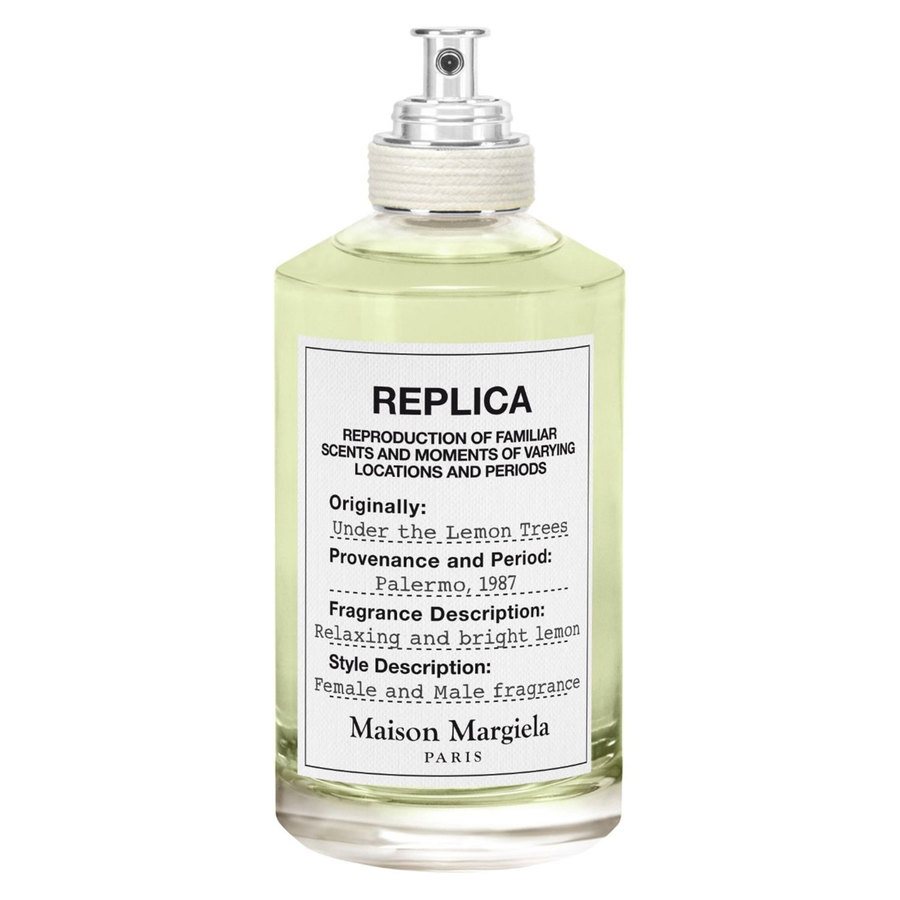 REPLICA
REPRODUCTION OF FAMILIAR
SCENTS AND MOMENTS OF VARYING
LOCATIONS AND PERIODS
Originally:
Under the Lemon Trees
Provenance and Period:
Palermo, 1987
Fragrance Description:
Relaxing and bright lemon
Style Description:
Female and Male fragrance
Maison Margiela
PARIS